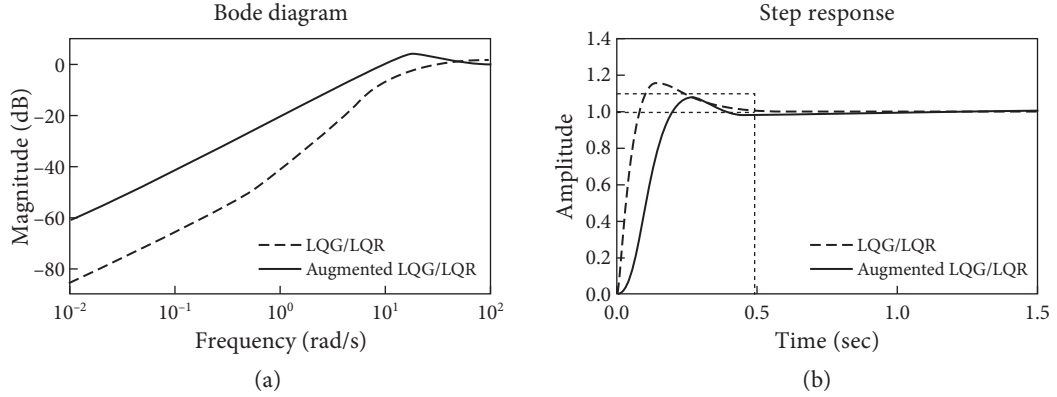 Bode diagram
0
−20
−40
−60
−80
Magnitude (dB)
10−2
10−1
100
101
102
Frequency (rad/s)
LQG/LQR
Augmented LQG/LQR
(a)
Step response
1.4
1.2
1.0
0.8
0.6
0.4
0.2
0.0
Amplitude
0.0
0.5
1.0
1.5
Time (sec)
LQG/LQR
Augmented LQG/LQR
(b)